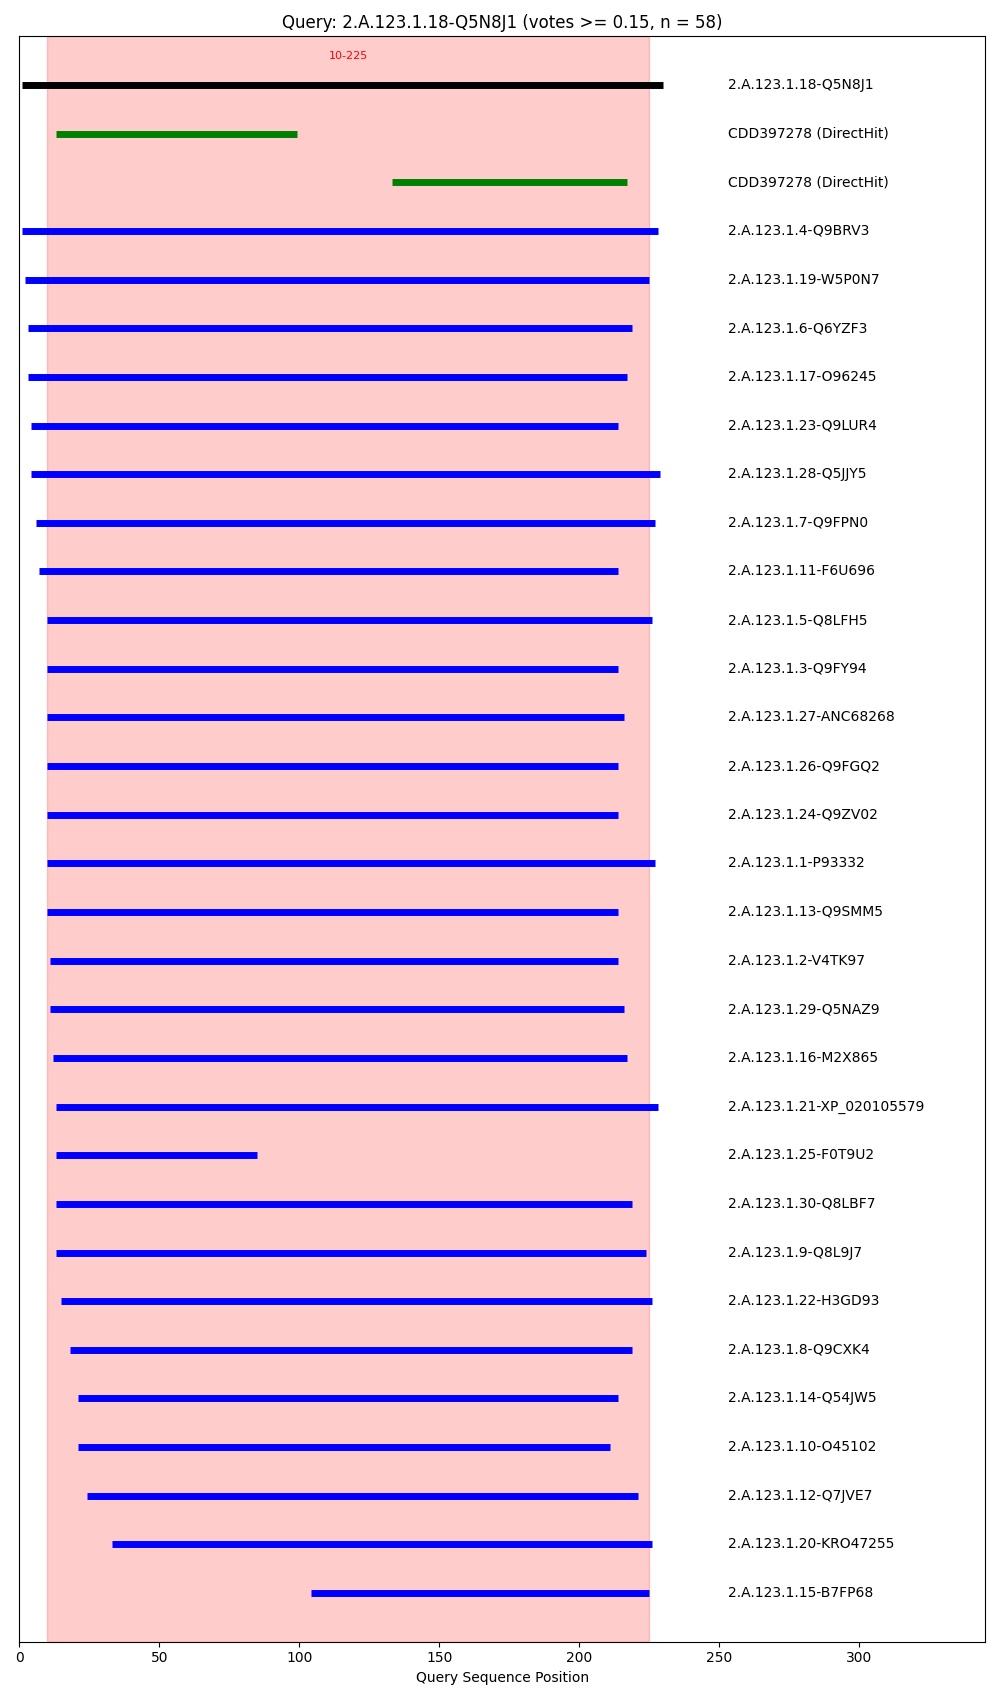 Query: 2.A.123.1.18-Q5N8J1 (votes >= 0.15, n = 58)
10-225
2.A.123.1.18-Q5N8J1
CDD397278 (DirectHit)
CDD397278 (DirectHit)
2.A.123.1.4-Q9BRV3
2.A.123.1.19-W5P0N7
2.A.123.1.6-Q6YZF3
2.A.123.1.17-O96245
2.A.123.1.23-Q9LUR4
2.A.123.1.28-Q5JJY5
2.A.123.1.7-Q9FPN0
2.A.123.1.11-F6U696
2.A.123.1.5-Q8LFH5
2.A.123.1.3-Q9FY94
2.A.123.1.27-ANC68268
2.A.123.1.26-Q9FGQ2
2.A.123.1.24-Q9ZV02
2.A.123.1.1-P93332
2.A.123.1.13-Q9SMM5
2.A.123.1.2-V4TK97
2.A.123.1.29-Q5NAZ9
2.A.123.1.16-M2X865
2.A.123.1.21-XP_020105579
2.A.123.1.25-F0T9U2
2.A.123.1.30-Q8LBF7
2.A.123.1.9-Q8L9J7
2.A.123.1.22-H3GD93
2.A.123.1.8-Q9CXK4
2.A.123.1.14-Q54JW5
2.A.123.1.10-O45102
2.A.123.1.12-Q7JVE7
2.A.123.1.20-KRO47255
2.A.123.1.15-B7FP68
0 50 100 150 200 250 300
Query Sequence Position